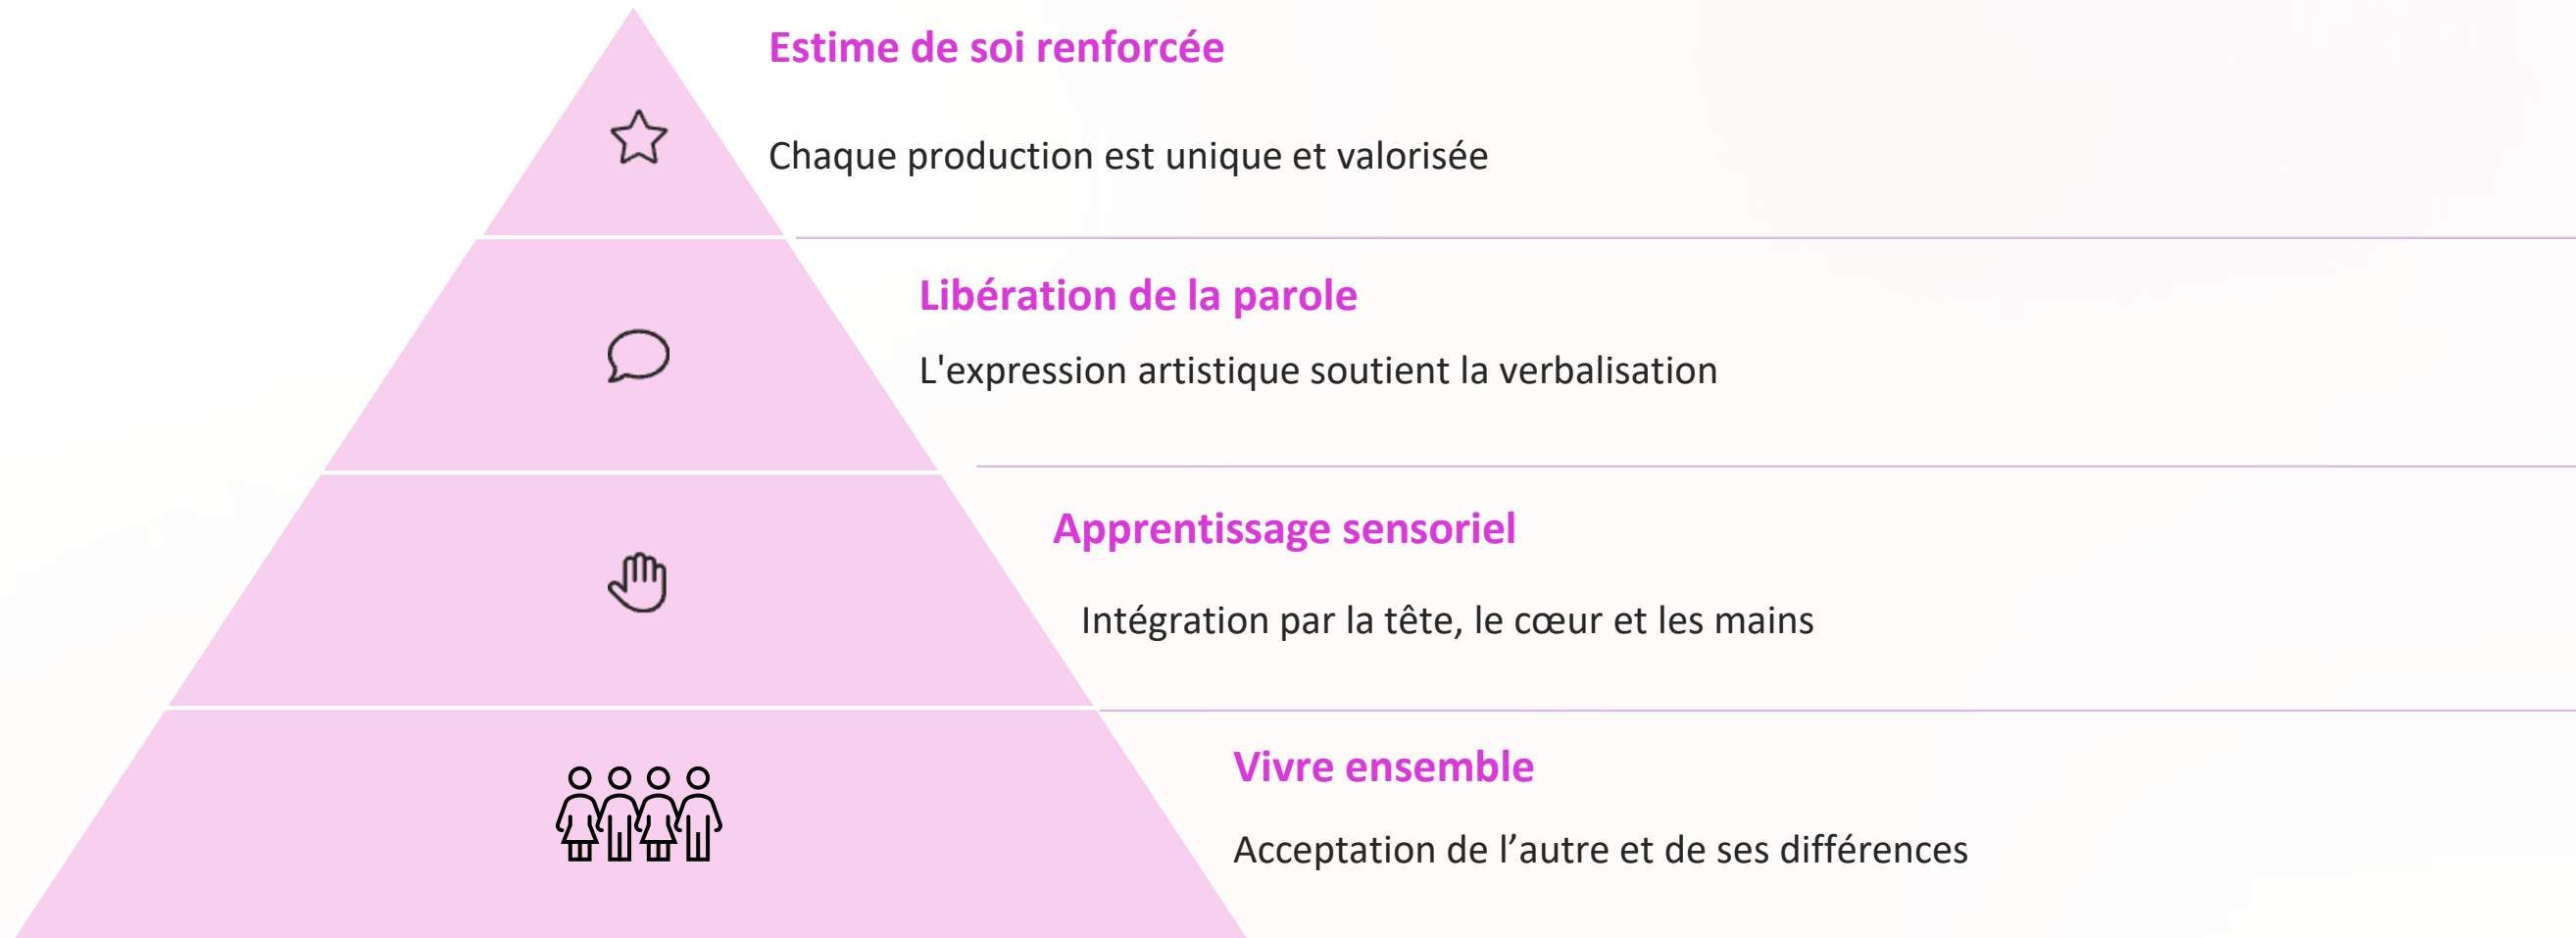 Estime de soi renforcée
Chaque production est unique et valorisée
Libération de la parole
L'expression artistique soutient la verbalisation
Apprentissage sensoriel
Intégration par la tête, le cœur et les mains
Vivre ensemble
Acceptation de l’autre et de ses différences